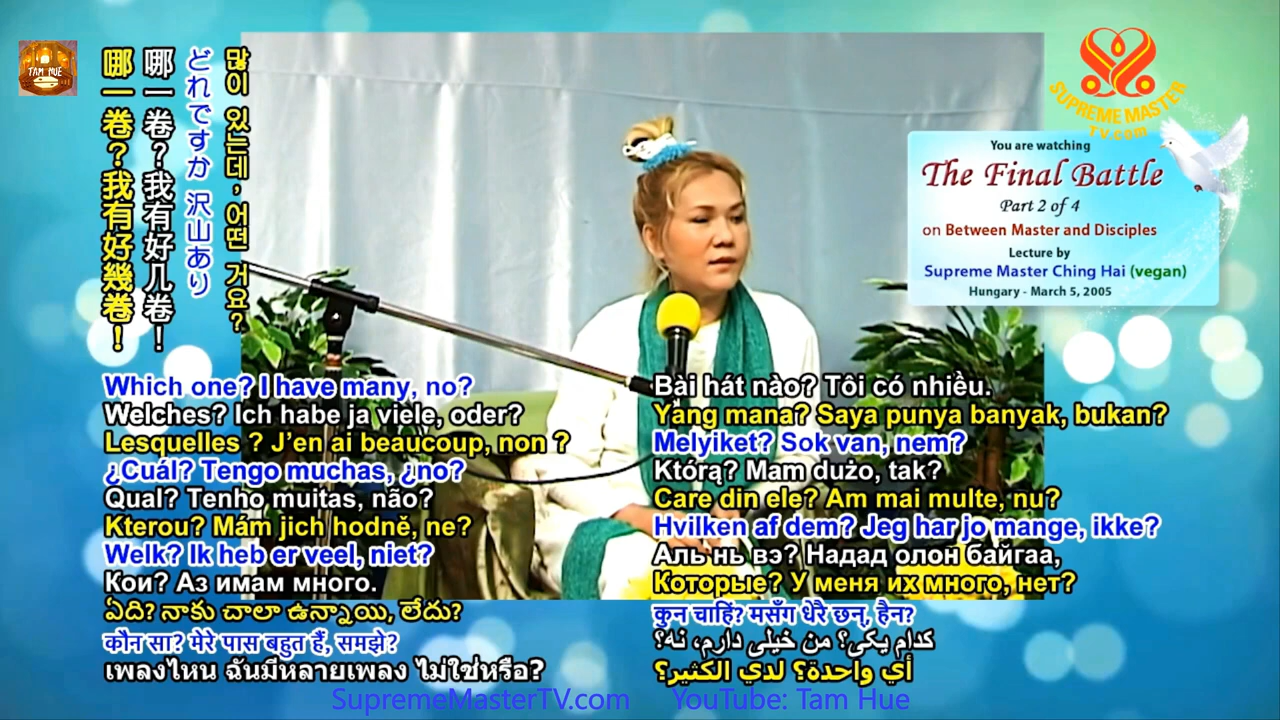 TAM HUE
哪一卷？我有好幾卷！
哪一卷？我有好几卷！
どれですか 沢山あり
많이 있는데, 어떤 거요?
SUPREME MASTER
TV.com
You are watching
The Final Battle
Part 2 of 4
on Between Master and Disciples
Lecture by
Supreme Master Ching Hai (vegan)
Hungary - March 5, 2005
Which one? I have many, no?
Welches? Ich habe ja viele, oder?
Lesquelles ? J’en ai beaucoup, non ?
¿Cuál? Tengo muchas, ¿no?
Qual? Tenho muitas, não?
Kterou? Mám jich hodně, ne?
Welk? Ik heb er veel, niet?
Кои? Аз имам много.
ఏది? నాకు చాలా ఉన్నాయి, లేదు?
कौन सा? मेरे पास बहुत हैं, समझे?
เพลงไหน ฉันมีหลายเพลง ไม่ใช่หรือ?
Bài hát nào? Tôi có nhiều.
Yang mana? Saya punya banyak, bukan?
Melyiket? Sok van, nem?
Którą? Mam dużo, tak?
Care din ele? Am mai multe, nu?
Hvilken af dem? Jeg har jo mange, ikke?
Аль нь вэ? Надад олон байгаа,
Которые? У меня их много, нет?
कुन चाहिं? मसँग धेरै छन्, हैन?
کدام یکی؟ من خیلی دارم، نه؟
أي واحدة؟ لدي الكثير؟
SupremeMasterTV.com
YouTube: Tam Hue